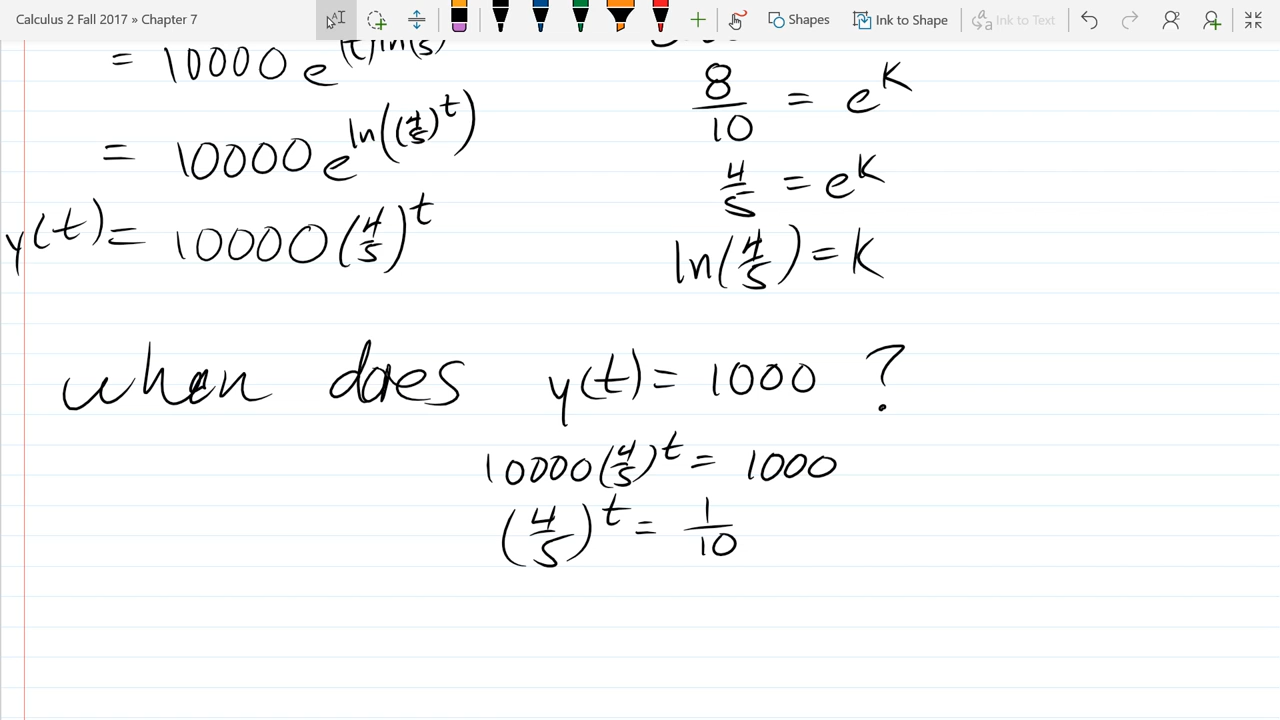 Calculus 2 Fall 2017 » Chapter 7
Shapes
Ink to Shape
Ink to Text
= 10000 e^((t) ln(4/5))
= 10000 e^(ln((4/5)^t))
y(t) = 10000 (4/5)^t
8/10 = e^k
4/5 = e^k
ln(4/5) = k
when does y(t) = 1000 ?
10000 (4/5)^t = 1000
(4/5)^t = 1/10